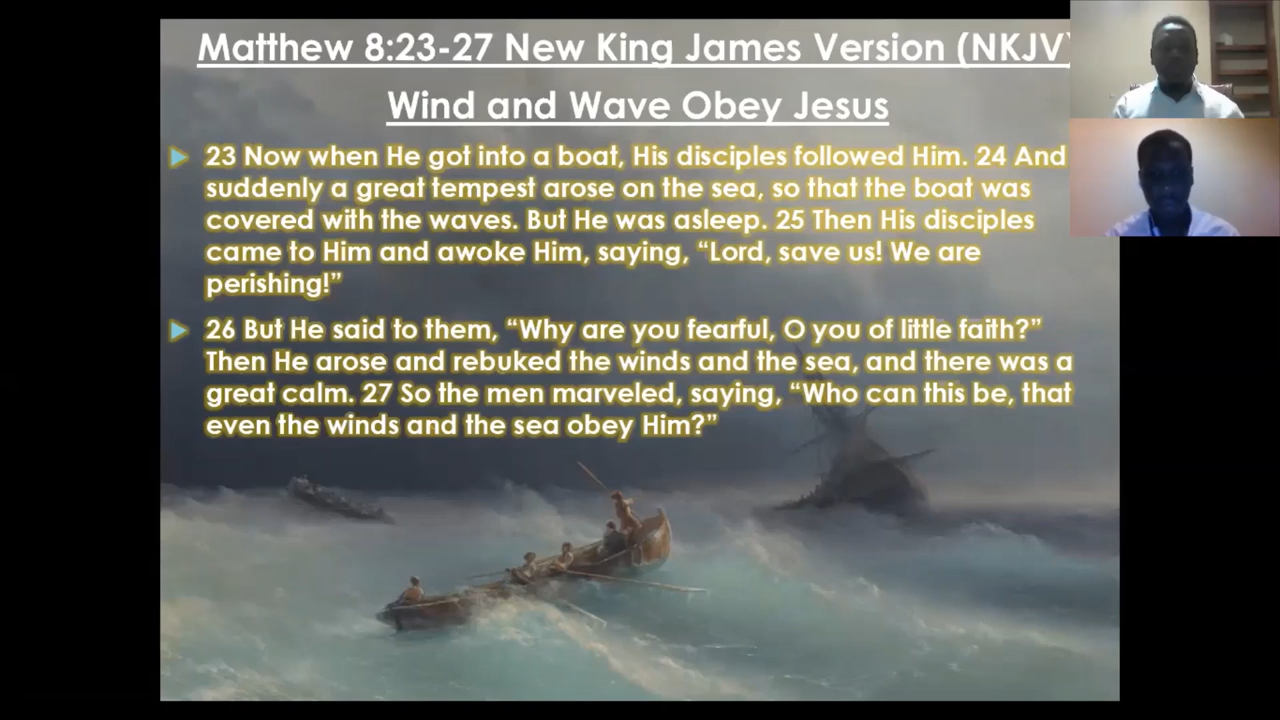 Matthew 8:23-27 New King James Version (NKJV)
Wind and Wave Obey Jesus
23 Now when He got into a boat, His disciples followed Him. 24 And
suddenly a great tempest arose on the sea, so that the boat was
covered with the waves. But He was asleep. 25 Then His disciples
came to Him and awoke Him, saying, “Lord, save us! We are
perishing!”
26 But He said to them, “Why are you fearful, O you of little faith?”
Then He arose and rebuked the winds and the sea, and there was a
great calm. 27 So the men marveled, saying, “Who can this be, that
even the winds and the sea obey Him?”